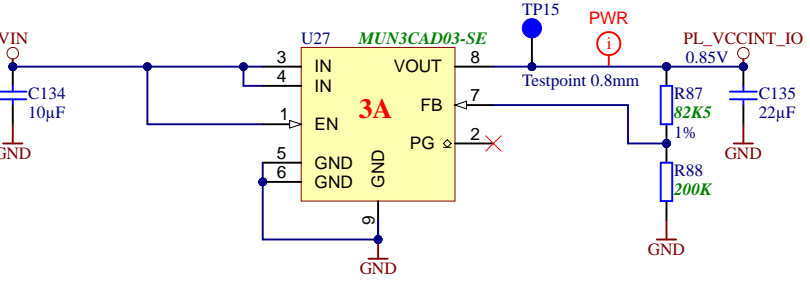 TP15
VIN
U27 MUN3CAD03-SE
PWR
i
PL_VCCINT_IO
0.85V
3 IN
4 IN
VOUT 8
Testpoint 0.8mm
C134
10µF
GND
1 EN
3A
FB 7
PG 2
R87
82K5
1%
C135
22µF
GND
5 GND
6 GND
GND
9
R88
200K
GND
GND